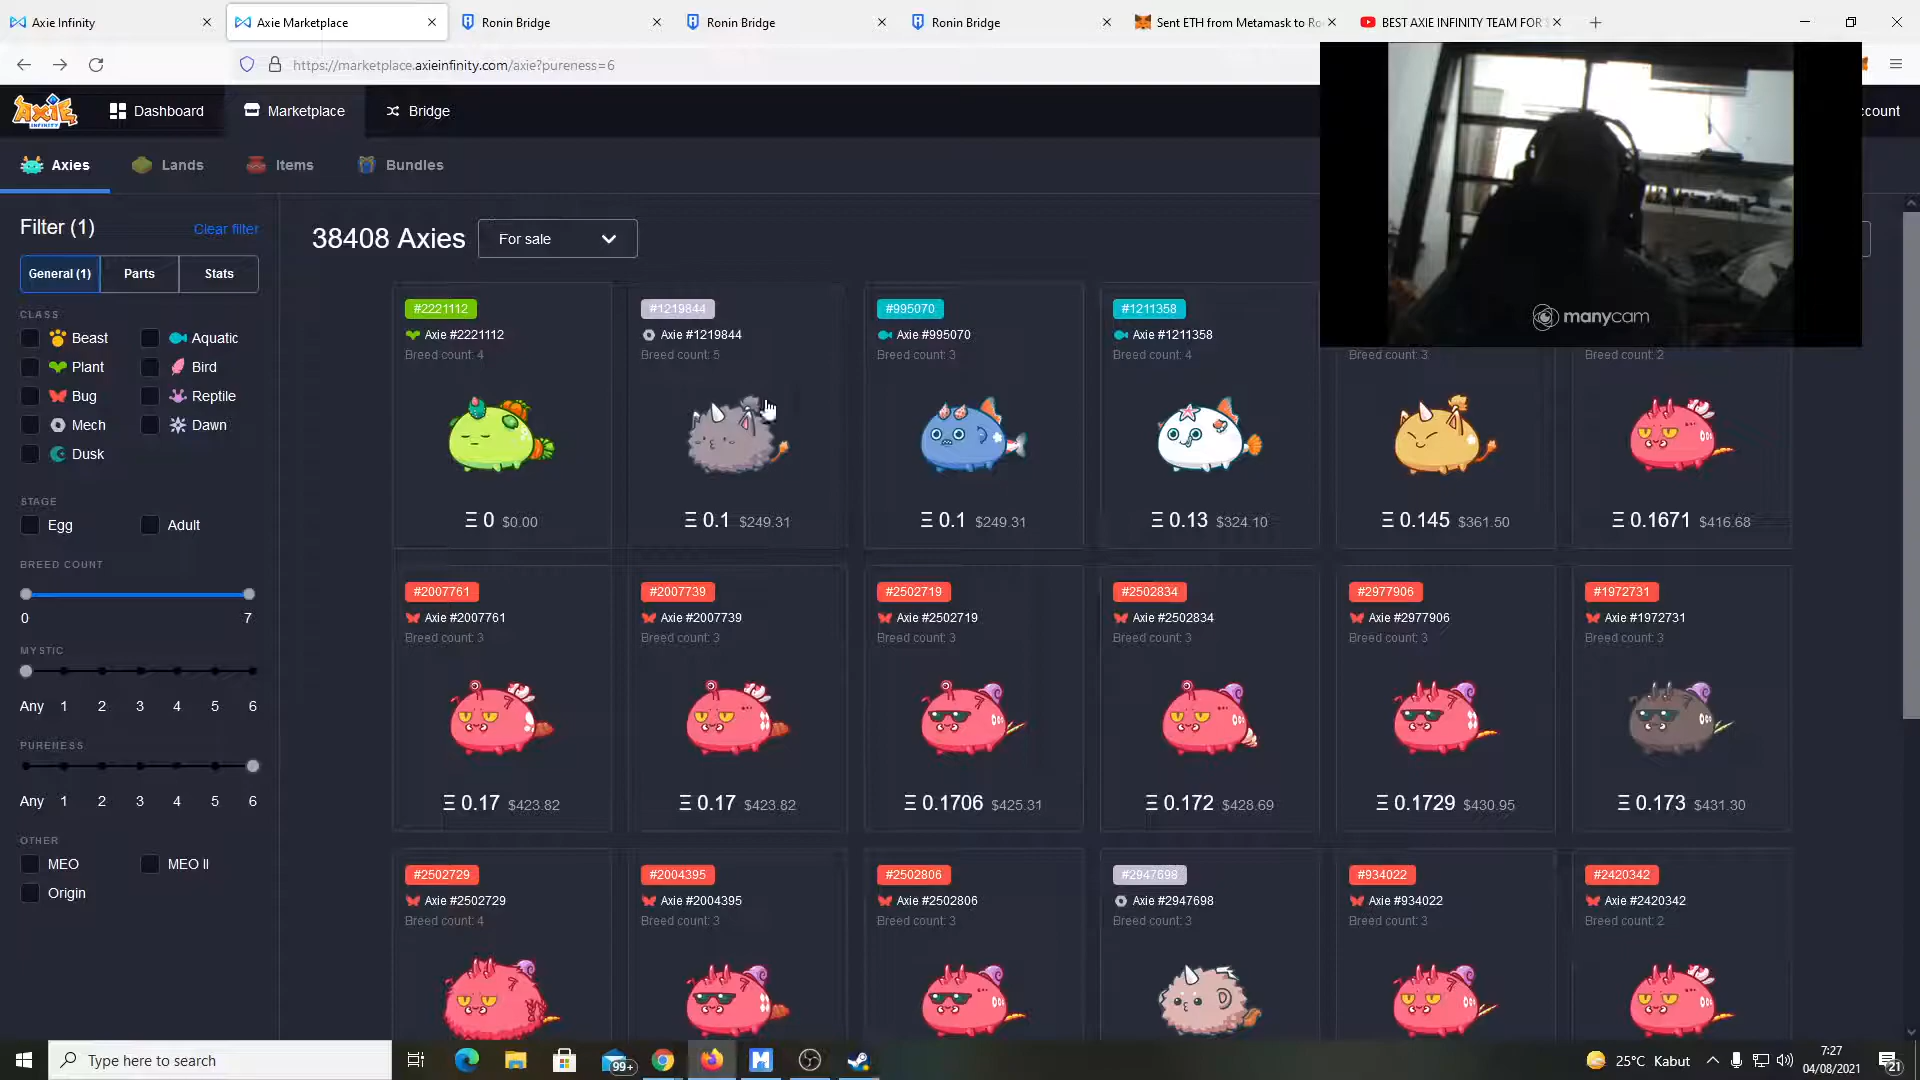 Axie Infinity
Axie Marketplace
Ronin Bridge
Ronin Bridge
Ronin Bridge
Sent ETH from Metamask to Ro
BEST AXIE INFINITY TEAM FOR
https://marketplace.axieinfinity.com/axie?pureness=6
AXIE
INFINITY
Dashboard
Marketplace
Bridge
ccount
Axies
Lands
Items
Bundles
manycam
Filter (1)
Clear filter
General (1)
Parts
Stats
CLASS
Beast
Aquatic
Plant
Bird
Bug
Reptile
Mech
Dawn
Dusk
STAGE
Egg
Adult
BREED COUNT
0
7
MYSTIC
Any 1 2 3 4 5 6
PURENESS
Any 1 2 3 4 5 6
OTHER
MEO
MEO II
Origin
38408 Axies
For sale
#2221112
Axie #2221112
Breed count: 4
Ξ 0 $0.00
#1219844
Axie #1219844
Breed count: 5
Ξ 0.1 $249.31
#995070
Axie #995070
Breed count: 3
Ξ 0.1 $249.31
#1211358
Axie #1211358
Breed count: 4
Ξ 0.13 $324.10
Breed count: 3
Ξ 0.145 $361.50
Breed count: 2
Ξ 0.1671 $416.68
#2007761
Axie #2007761
Breed count: 3
Ξ 0.17 $423.82
#2007739
Axie #2007739
Breed count: 3
Ξ 0.17 $423.82
#2502719
Axie #2502719
Breed count: 3
Ξ 0.1706 $425.31
#2502834
Axie #2502834
Breed count: 3
Ξ 0.172 $428.69
#2977906
Axie #2977906
Breed count: 3
Ξ 0.1729 $430.95
#1972731
Axie #1972731
Breed count: 3
Ξ 0.173 $431.30
#2502729
Axie #2502729
Breed count: 4
#2004395
Axie #2004395
Breed count: 3
#2502806
Axie #2502806
Breed count: 3
#2947698
Axie #2947698
Breed count: 3
#934022
Axie #934022
Breed count: 3
#2420342
Axie #2420342
Breed count: 2
Type here to search
99+
25°C Kabut
7:27
04/08/2021
21